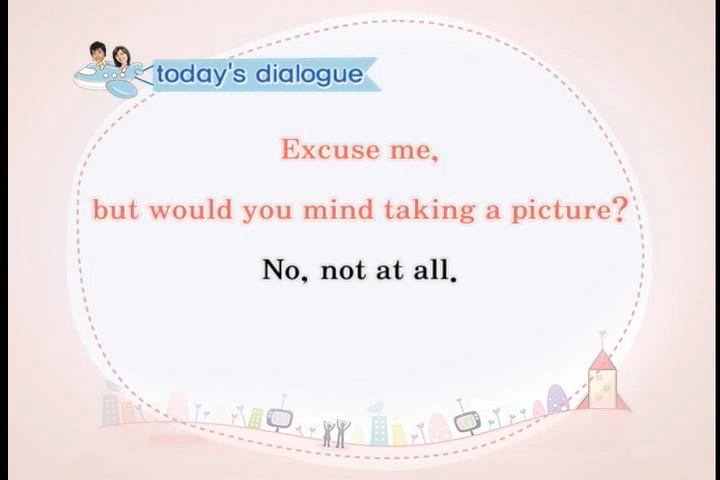 today's dialogue
Excuse me,
but would you mind taking a picture?
No, not at all.